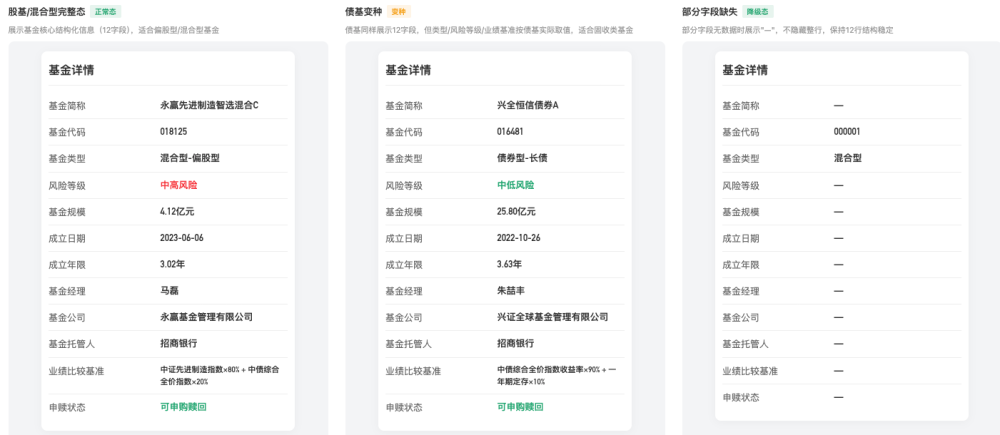 股基/混合型完整态 正常态
展示基金核心结构化信息（12字段），适合偏股型/混合型基金
基金详情
基金简称 永赢先进制造智选混合C
基金代码 018125
基金类型 混合型-偏股型
风险等级 中高风险
基金规模 4.12亿元
成立日期 2023-06-06
成立年限 3.02年
基金经理 马磊
基金公司 永赢基金管理有限公司
基金托管人 招商银行
业绩比较基准 中证先进制造指数×80% + 中债综合
全价指数×20%
申赎状态 可申购赎回
债基变种 变种
债基同样展示12字段，但类型/风险等级/业绩基准按债基实际取值，适合固收类基金
基金详情
基金简称 兴全恒信债券A
基金代码 016481
基金类型 债券型-长债
风险等级 中低风险
基金规模 25.80亿元
成立日期 2022-10-26
成立年限 3.63年
基金经理 朱喆丰
基金公司 兴证全球基金管理有限公司
基金托管人 招商银行
业绩比较基准 中债综合全价指数收益率×90% + 一
年期定存×10%
申赎状态 可申购赎回
部分字段缺失 降级态
部分字段无数据时展示"—"，不隐藏整行，保持12行结构稳定
基金详情
基金简称 —
基金代码 000001
基金类型 混合型
风险等级 —
基金规模 —
成立日期 —
成立年限 —
基金经理 —
基金公司 —
基金托管人 —
业绩比较基准 —
申赎状态 —